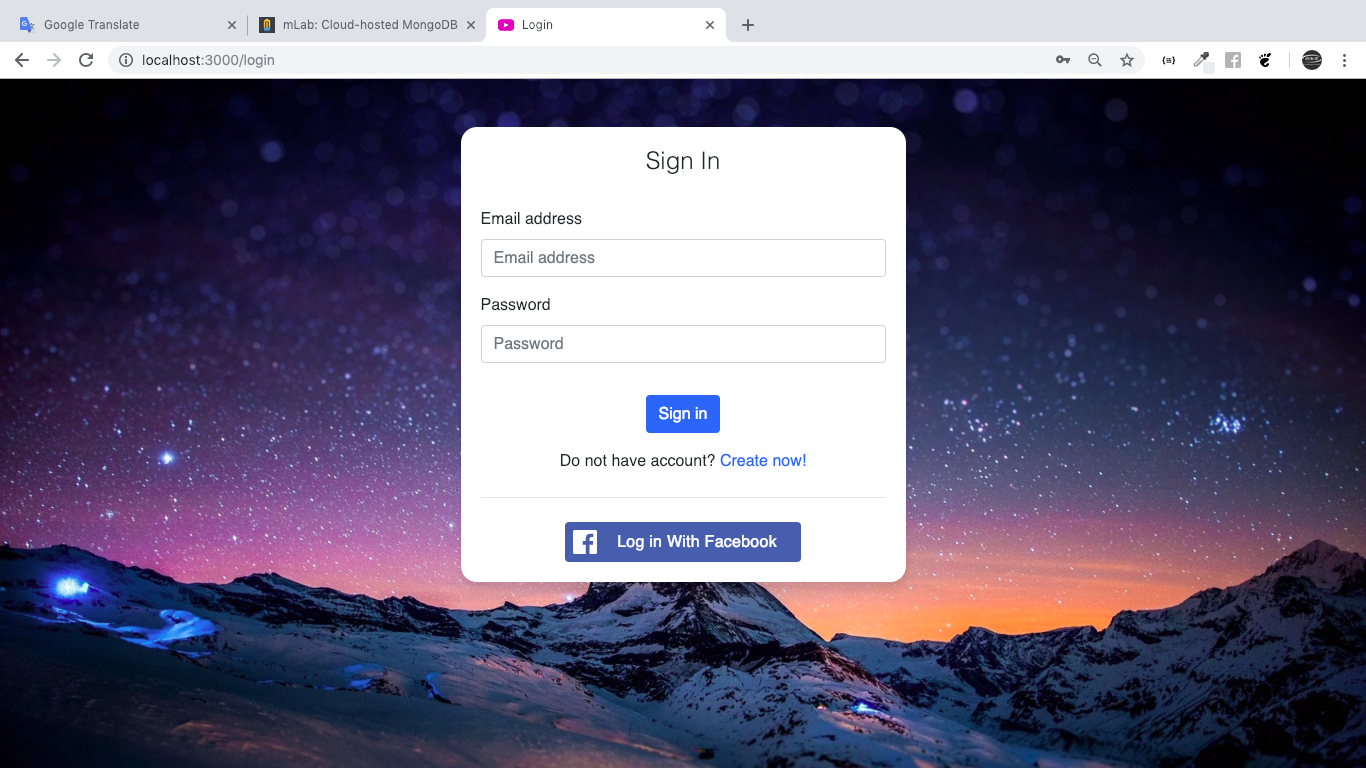 Google Translate
mLab: Cloud-hosted MongoDB
Login
localhost:3000/login
Sign In
Email address
Email address
Password
Password
Sign in
Do not have account? Create now!
Log in With Facebook